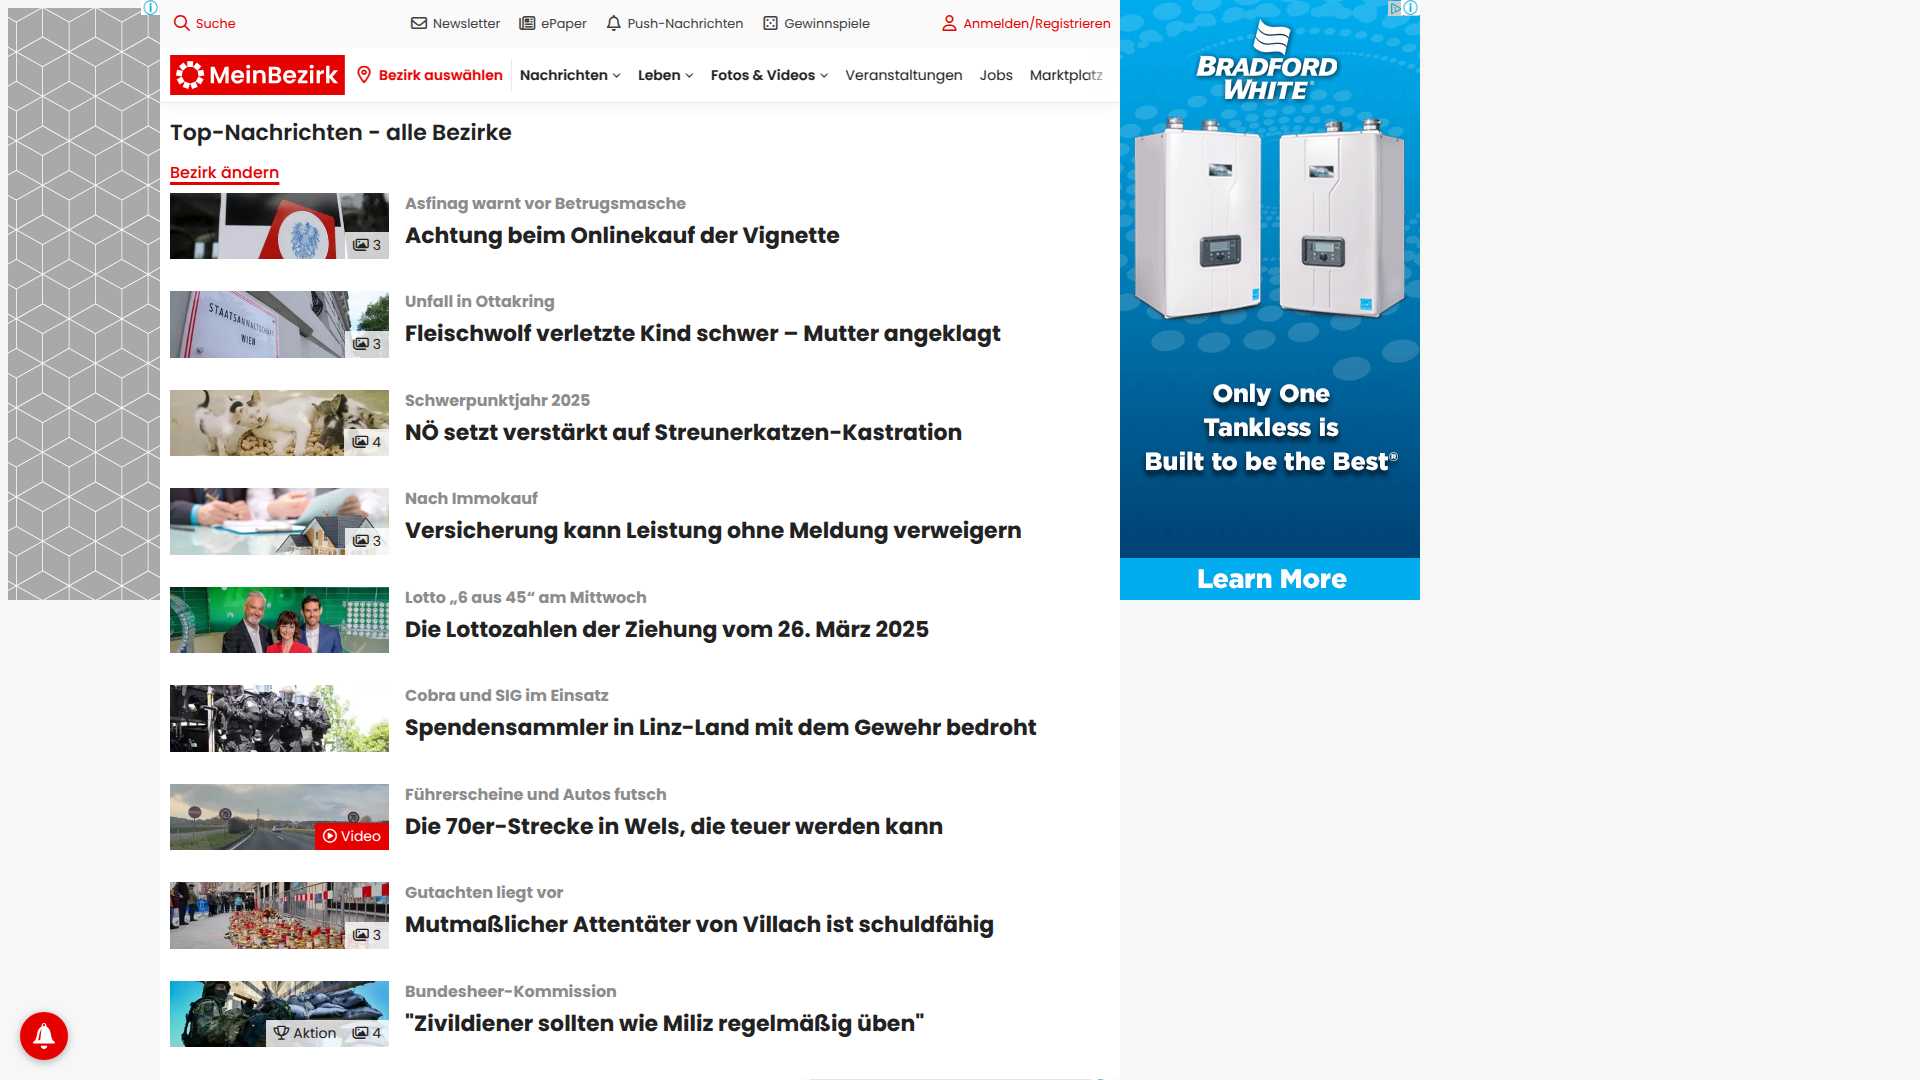 Suche
Newsletter
ePaper
Push-Nachrichten
Gewinnspiele
Anmelden/Registrieren
MeinBezirk
Bezirk auswählen
Nachrichten
Leben
Fotos & Videos
Veranstaltungen
Jobs
Marktplatz
Top-Nachrichten - alle Bezirke
Bezirk ändern
3
Asfinag warnt vor Betrugsmasche
Achtung beim Onlinekauf der Vignette
STAATSANWALTSCHAFT
WIEN
3
Unfall in Ottakring
Fleischwolf verletzte Kind schwer – Mutter angeklagt
4
Schwerpunktjahr 2025
NÖ setzt verstärkt auf Streunerkatzen-Kastration
3
Nach Immokauf
Versicherung kann Leistung ohne Meldung verweigern
Lotto „6 aus 45“ am Mittwoch
Die Lottozahlen der Ziehung vom 26. März 2025
Cobra und SIG im Einsatz
Spendensammler in Linz-Land mit dem Gewehr bedroht
Video
Führerscheine und Autos futsch
Die 70er-Strecke in Wels, die teuer werden kann
3
Gutachten liegt vor
Mutmaßlicher Attentäter von Villach ist schuldfähig
Aktion
4
Bundesheer-Kommission
"Zivildiener sollten wie Miliz regelmäßig üben"
BRADFORD
WHITE®
Only One
Tankless is
Built to be the Best®
Learn More